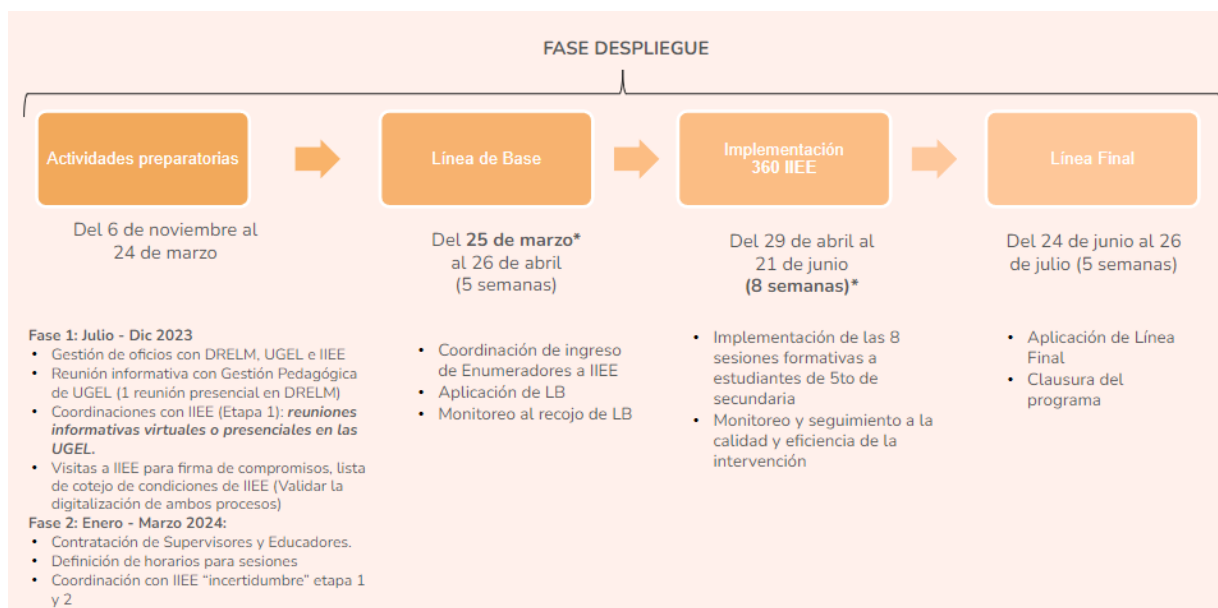 FASE DESPLIEGUE
Actividades preparatorias
Del 6 de noviembre al
24 de marzo
Fase 1: Julio - Dic 2023
• Gestión de oficios con DRELM, UGEL e IIEE
• Reunión informativa con Gestión Pedagógica
de UGEL (1 reunión presencial en DRELM)
• Coordinaciones con IIEE (Etapa 1): reuniones
informativas virtuales o presenciales en las
UGEL.
• Visitas a IIEE para firma de compromisos, lista
de cotejo de condiciones de IIEE (Validar la
digitalización de ambos procesos)
Fase 2: Enero - Marzo 2024:
• Contratación de Supervisores y Educadores.
• Definición de horarios para sesiones
• Coordinación con IIEE “incertidumbre” etapa 1
y 2
Línea de Base
Del 25 de marzo*
al 26 de abril
(5 semanas)
• Coordinación de ingreso
de Enumeradores a IIEE
• Aplicación de LB
• Monitoreo al recojo de LB
Implementación
360 IIEE
Del 29 de abril al
21 de junio
(8 semanas)*
• Implementación de las 8
sesiones formativas a
estudiantes de 5to de
secundaria
• Monitoreo y seguimiento a la
calidad y eficiencia de la
intervención
Línea Final
Del 24 de junio al 26
de julio (5 semanas)
• Aplicación de Línea
Final
• Clausura del
programa